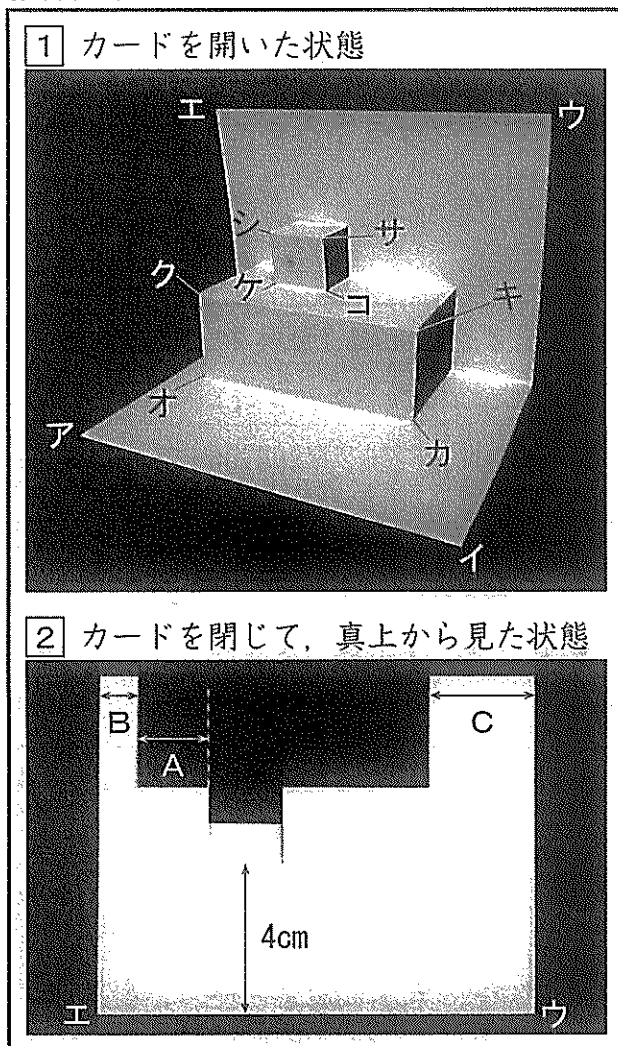 1 カードを開いた状態
エ
ウ
シ
サ
ク
ケ
コ
キ
オ
ア
カ
イ
2 カードを閉じて,真上から見た状態
B
C
A
4cm
エ
ウ